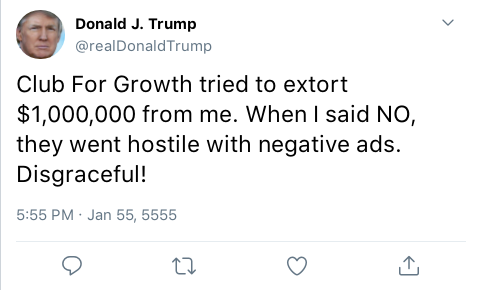 Donald J. Trump
@realDonaldTrump
Club For Growth tried to extort
$1,000,000 from me. When I said NO,
they went hostile with negative ads.
Disgraceful!
5:55 PM · Jan 55, 5555